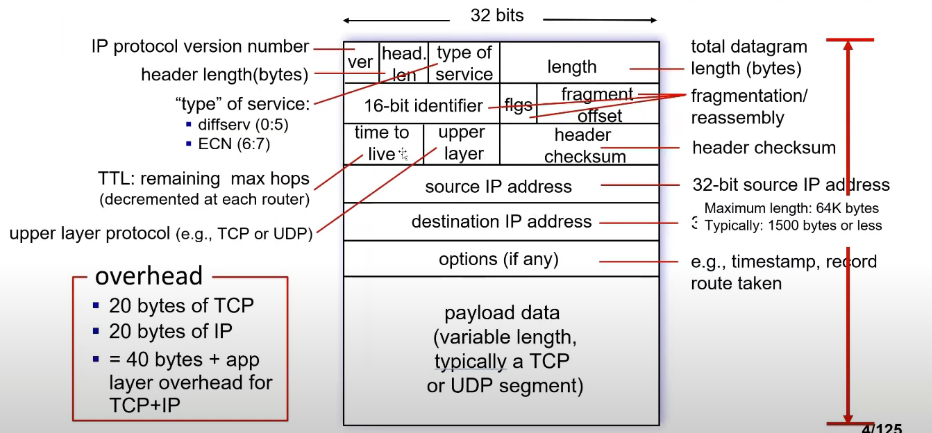 32 bits
IP protocol version number
header length(bytes)
“type” of service:
▪ diffserv (0:5)
▪ ECN (6:7)
TTL: remaining max hops
(decremented at each router)
upper layer protocol (e.g., TCP or UDP)
overhead
▪ 20 bytes of TCP
▪ 20 bytes of IP
▪ = 40 bytes + app
layer overhead for
TCP+IP
ver
head.
len
type of
service
length
16-bit identifier
flgs
fragment
offset
time to
live
upper
layer
header
checksum
source IP address
destination IP address
options (if any)
payload data
(variable length,
typically a TCP
or UDP segment)
total datagram
length (bytes)
fragmentation/
reassembly
header checksum
32-bit source IP address
Maximum length: 64K bytes
Typically: 1500 bytes or less
e.g., timestamp, record
route taken
4/125